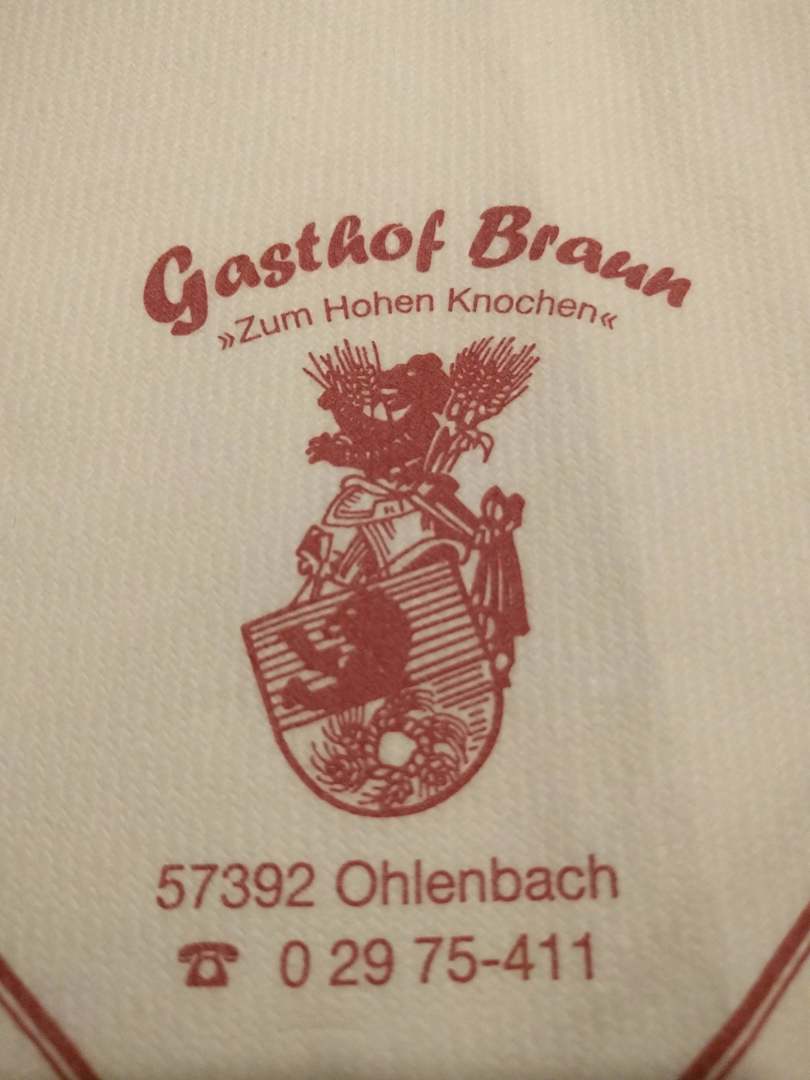 Gasthof Braun
»Zum Hohen Knochen«
57392 Ohlenbach
☎ 0 29 75-411